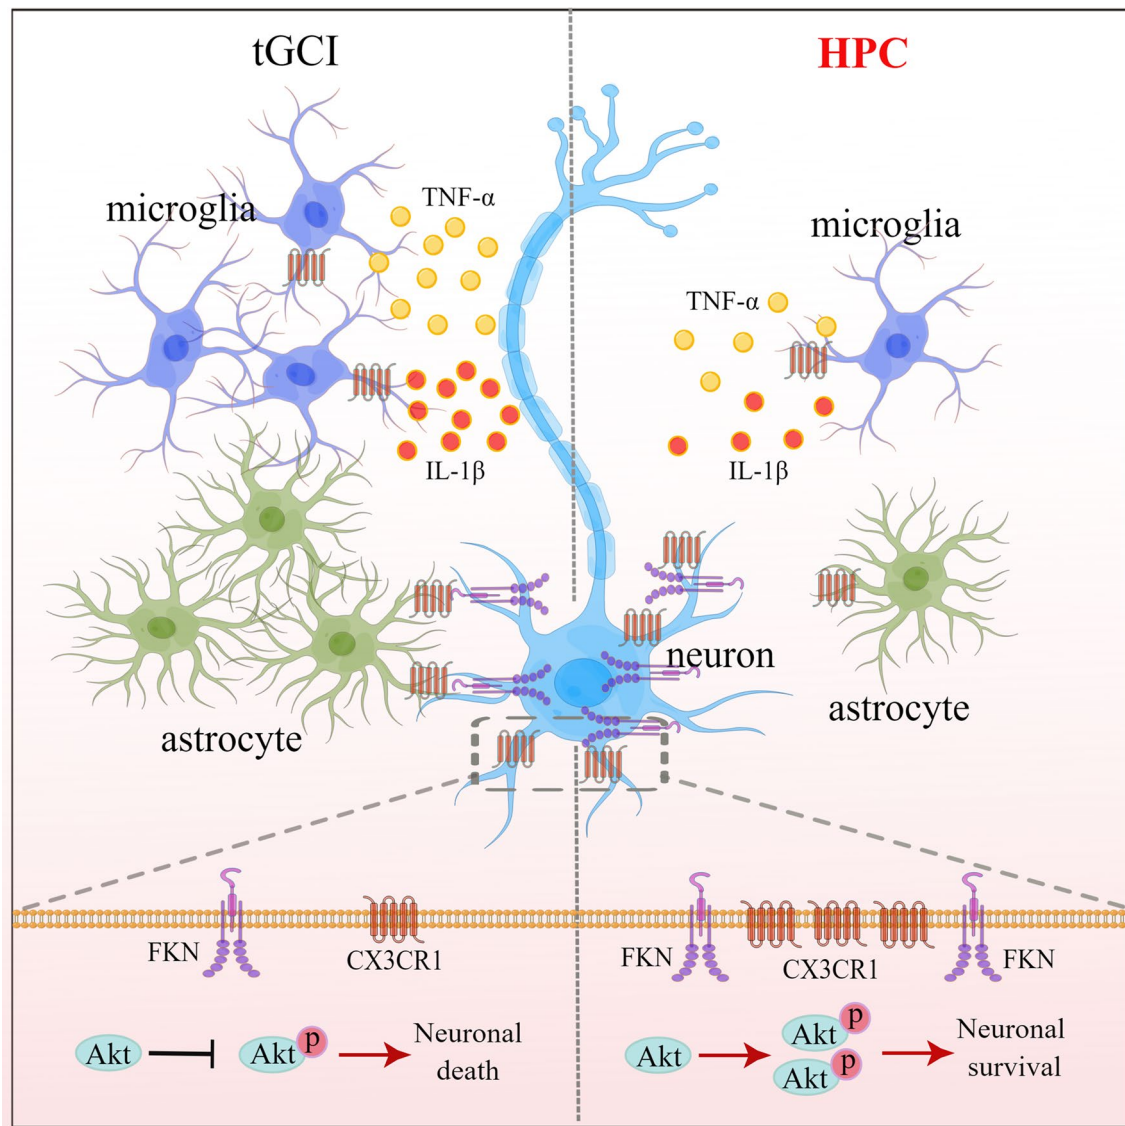 tGCI
HPC
microglia
TNF-α
microglia
TNF-α
IL-1β
IL-1β
neuron
astrocyte
astrocyte
FKN
CX3CR1
FKN
CX3CR1
FKN
Akt
Akt
p
Neuronal
death
Akt
Akt
p
Akt
p
Neuronal
survival